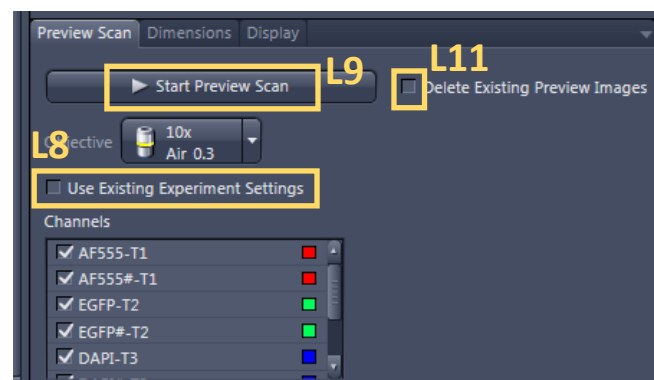 Preview Scan Dimensions Display
L11
L9
Start Preview Scan
Delete Existing Preview Images
L8
ective
10x
Air 0.3
Use Existing Experiment Settings
Channels
AF555-T1
AF555#-T1
EGFP-T2
EGFP#-T2
DAPI-T3